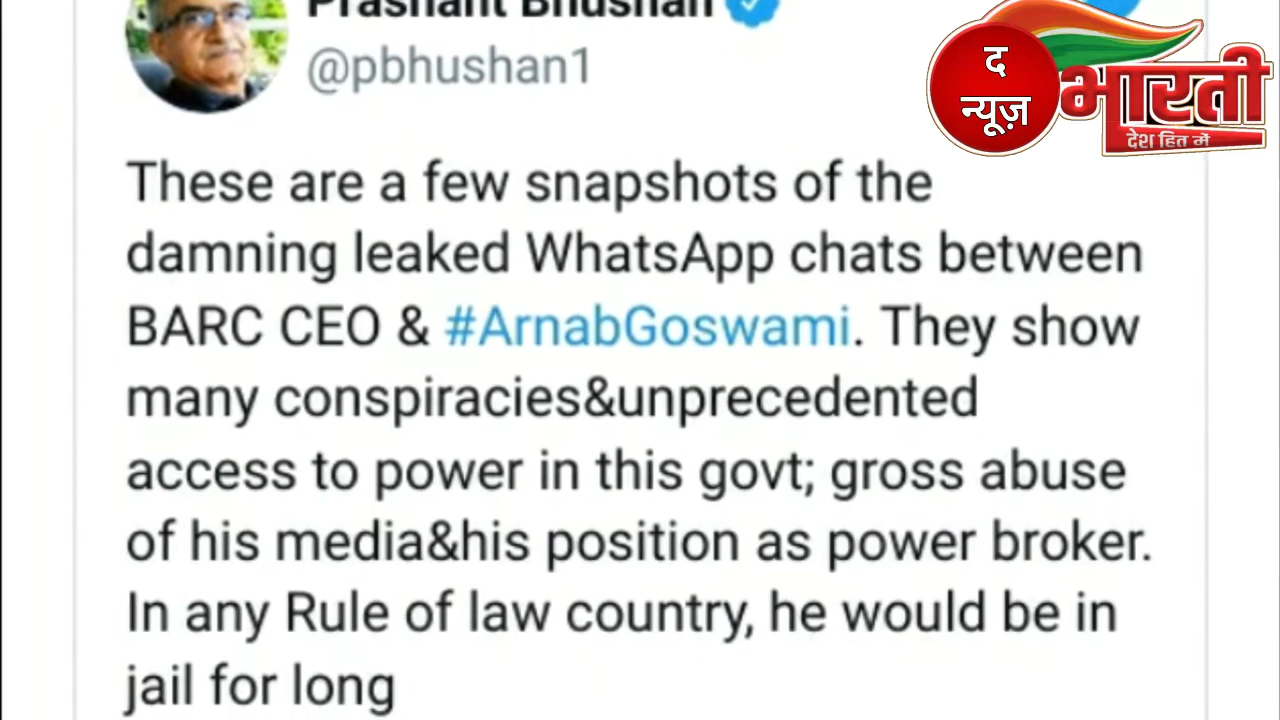 Prashant Bhushan
@pbhushan1
द
न्यूज़
भारती
देश हित में
These are a few snapshots of the
damning leaked WhatsApp chats between
BARC CEO & #ArnabGoswami. They show
many conspiracies&unprecedented
access to power in this govt; gross abuse
of his media&his position as power broker.
In any Rule of law country, he would be in
jail for long